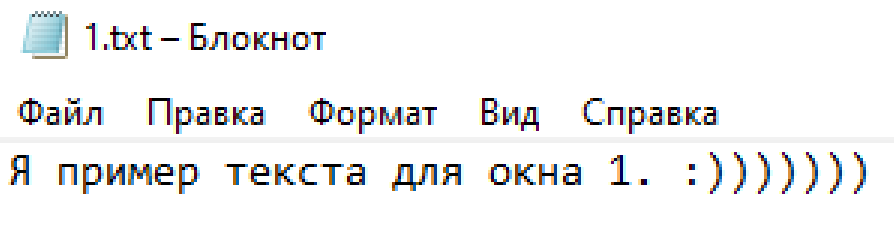 1.txt – Блокнот
Файл Правка Формат Вид Справка
Я пример текста для окна 1. :)))))))